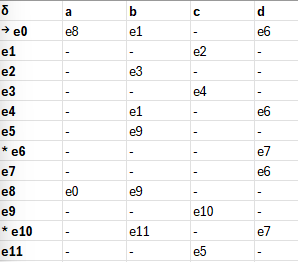 δ a b c d
→ e0 e8 e1 - e6
e1 - - e2 -
e2 - e3 - -
e3 - - e4 -
e4 - e1 - e6
e5 - e9 - -
* e6 - - - e7
e7 - - - e6
e8 e0 e9 - -
e9 - - e10 -
* e10 - e11 - e7
e11 - - e5 -